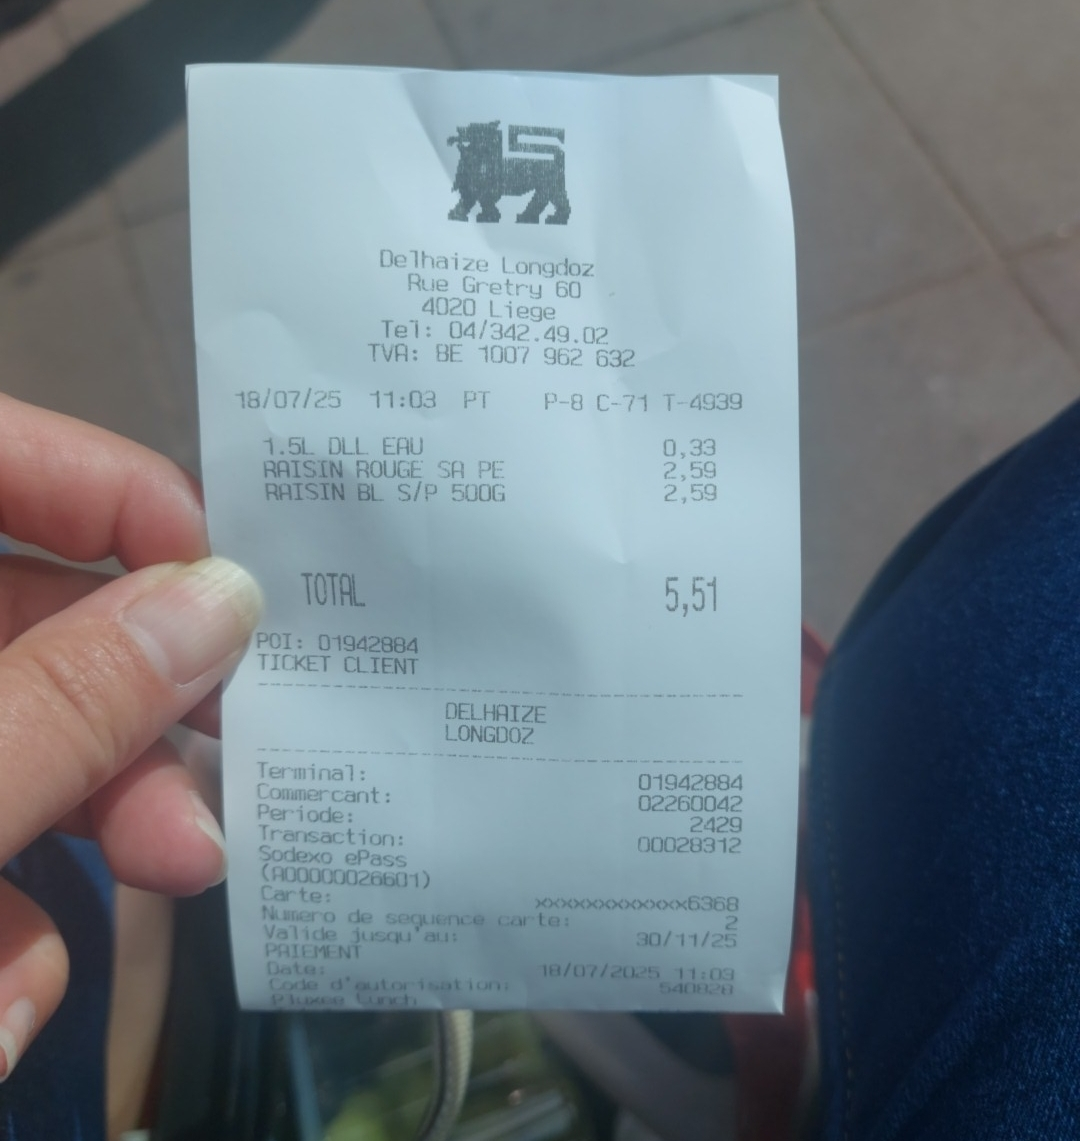 Delhaize Longdoz
Rue Gretry 60
4020 Liege
Tel: 04/342.49.02
TVA: BE 1007 962 632
18/07/25 11:03 PT P-8 C-71 T-4939
1.5L DLL EAU 0,33
RAISIN ROUGE SA PE 2,59
RAISIN BL S/P 500G 2,59
TOTAL 5,51
POI: 01942884
TICKET CLIENT
DELHAIZE
LONGDOZ
Terminal: 01942884
Commercant: 02260042
Periode: 2429
Transaction: 00028312
Sodexo ePass
(A00000026601)
Carte: xxxxxxxxxxxxx6368
Numero de sequence carte: 2
Valide jusqu'au: 30/11/25
PAIEMENT
Date: 18/07/2025 11:03
Code d'autorisation: 540828
Pluxee Lunch